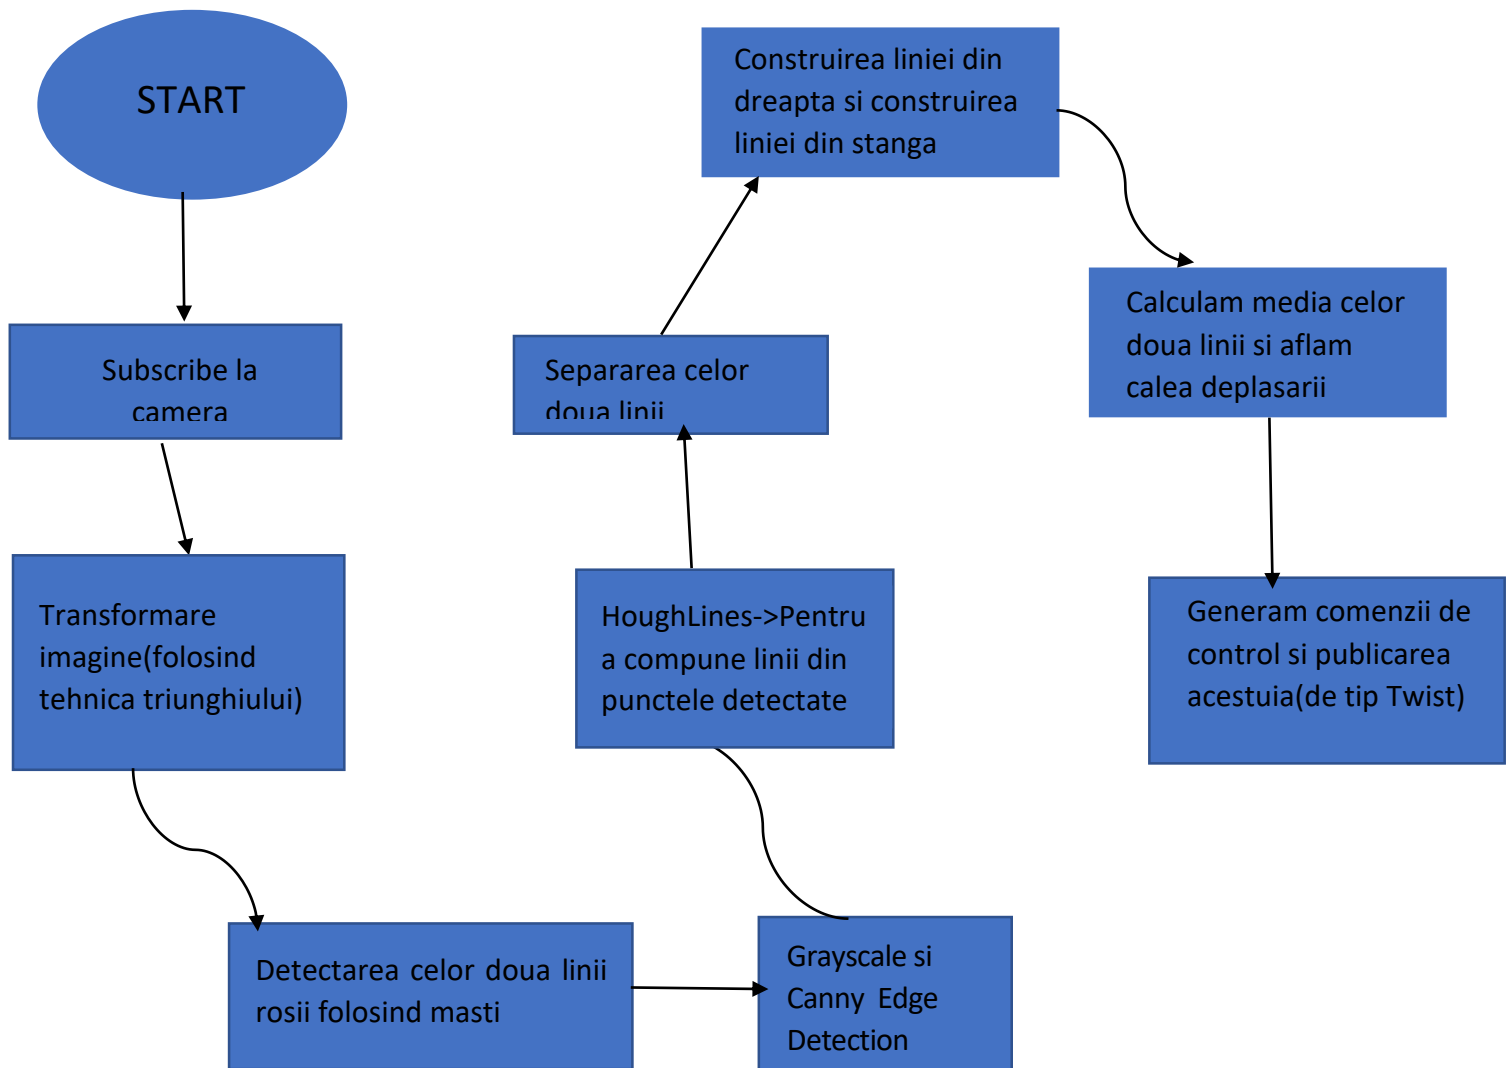 START
Subscribe la
camera
Transformare
imagine(folosind
tehnica triunghiului)
Detectarea celor doua linii
rosii folosind masti
Grayscale si
Canny Edge
Detection
HoughLines->Pentru
a compune linii din
punctele detectate
Separarea celor
doua linii
Construirea liniei din
dreapta si construirea
liniei din stanga
Calculam media celor
doua linii si aflam
calea deplasarii
Generam comenzii de
control si publicarea
acestuia(de tip Twist)